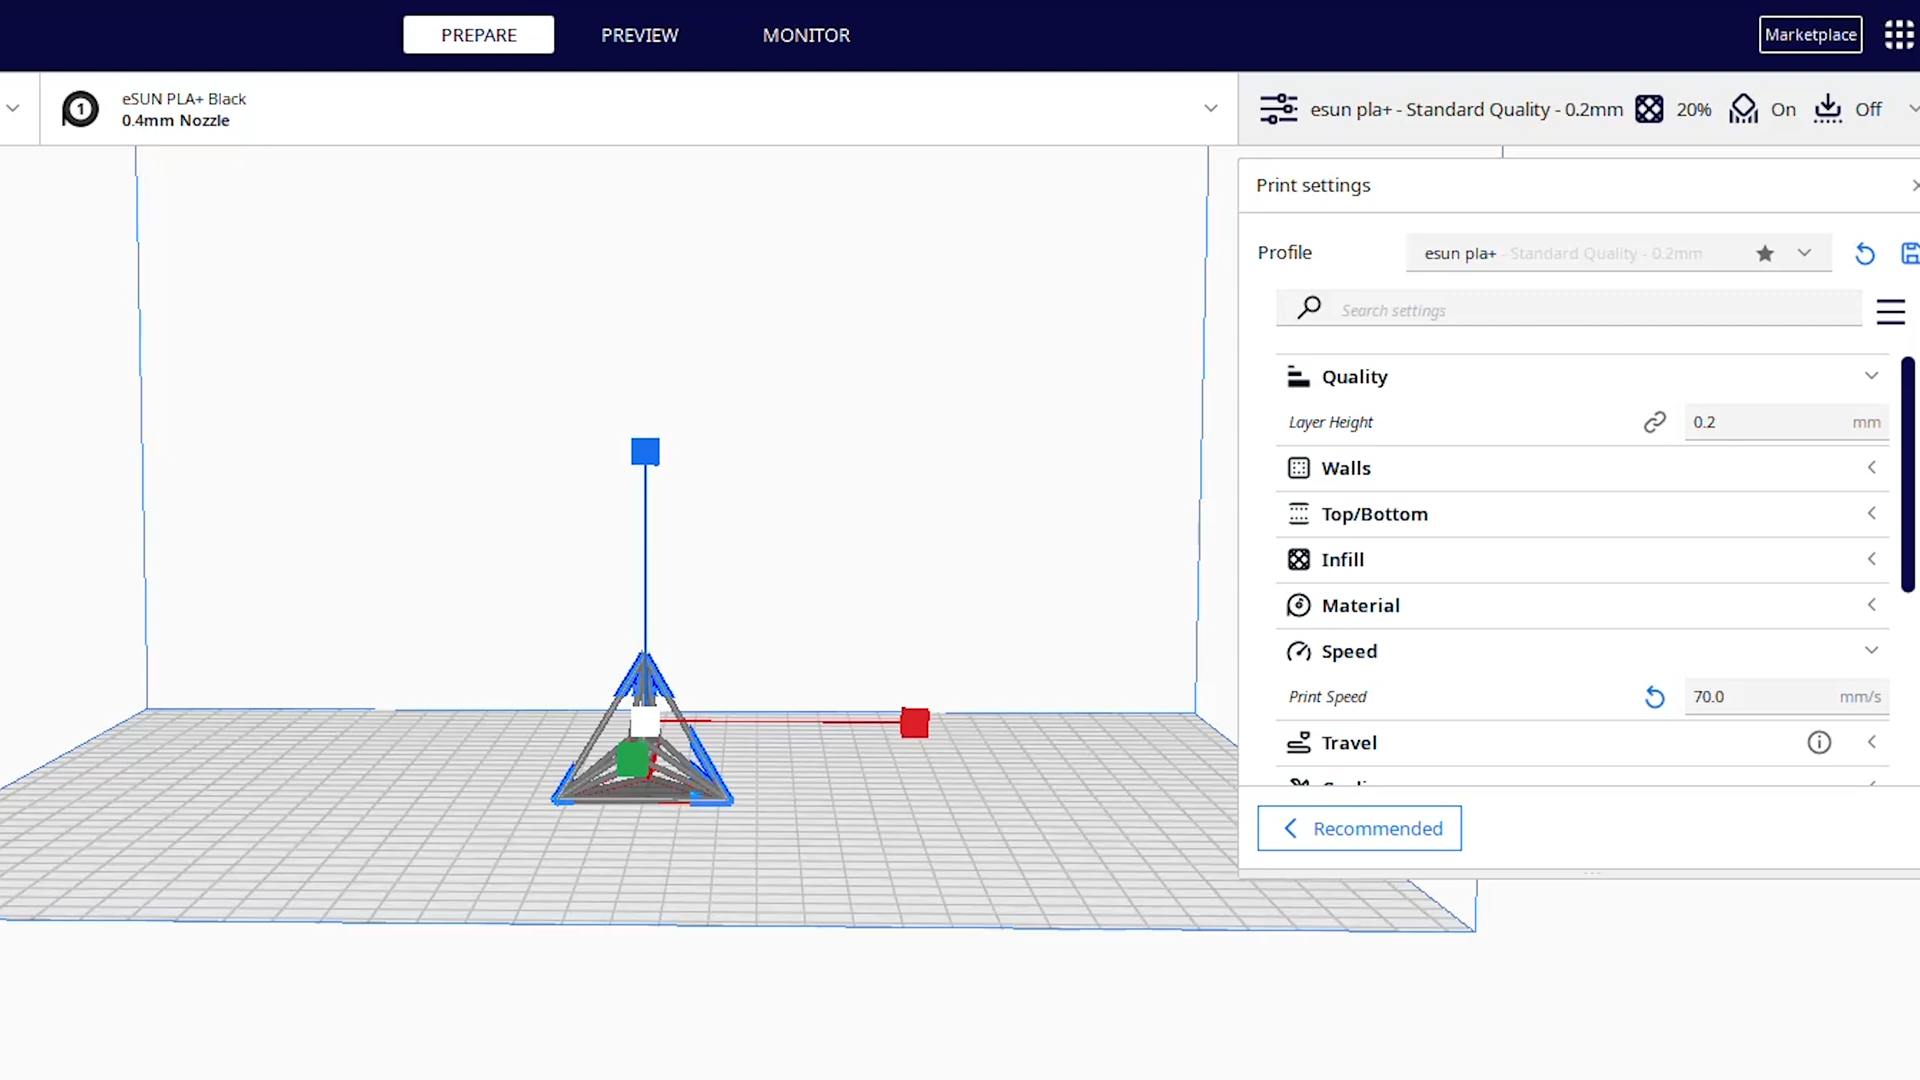 PREPARE
PREVIEW
MONITOR
Marketplace
1
eSUN PLA+ Black
0.4mm Nozzle
esun pla+ - Standard Quality - 0.2mm
20%
On
Off
Print settings
Profile
esun pla+ - Standard Quality - 0.2mm
Search settings
Quality
Layer Height
0.2
mm
Walls
Top/Bottom
Infill
Material
Speed
Print Speed
70.0
mm/s
Travel
Recommended